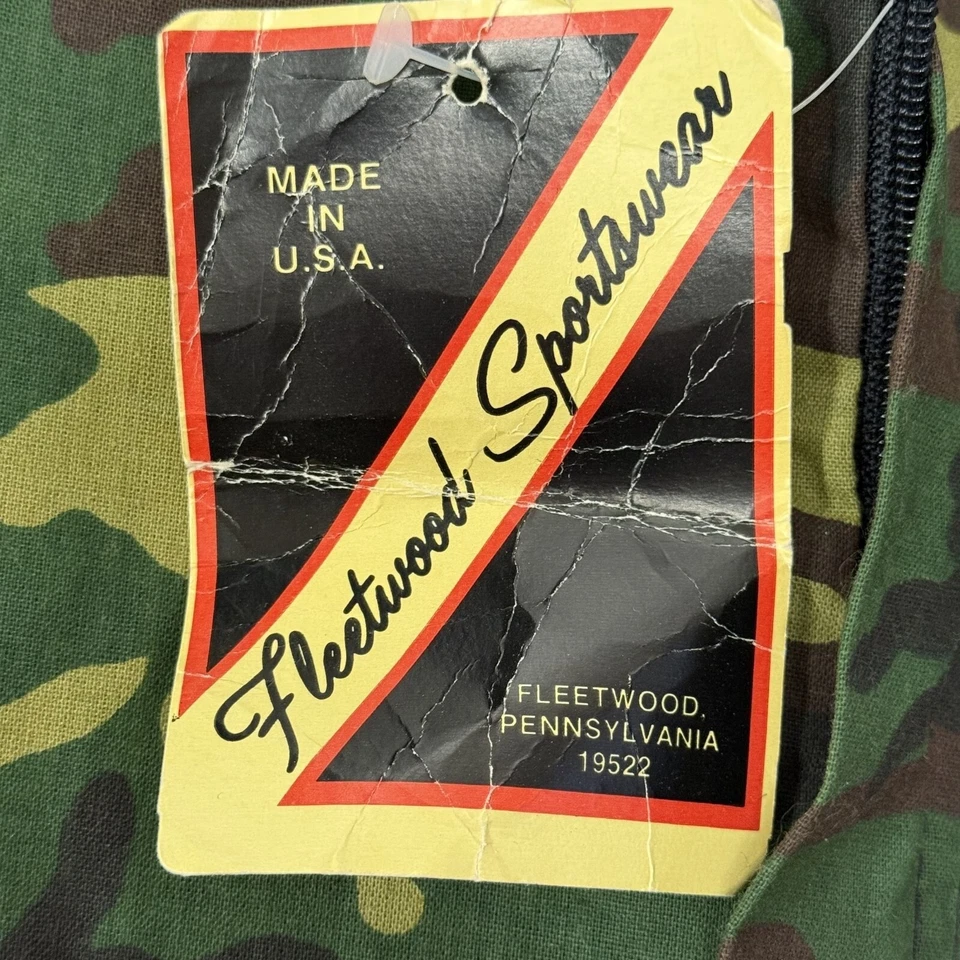 MADE
IN
U.S.A.
Fleetwood Sportswear
FLEETWOOD,
PENNSYLVANIA
19522